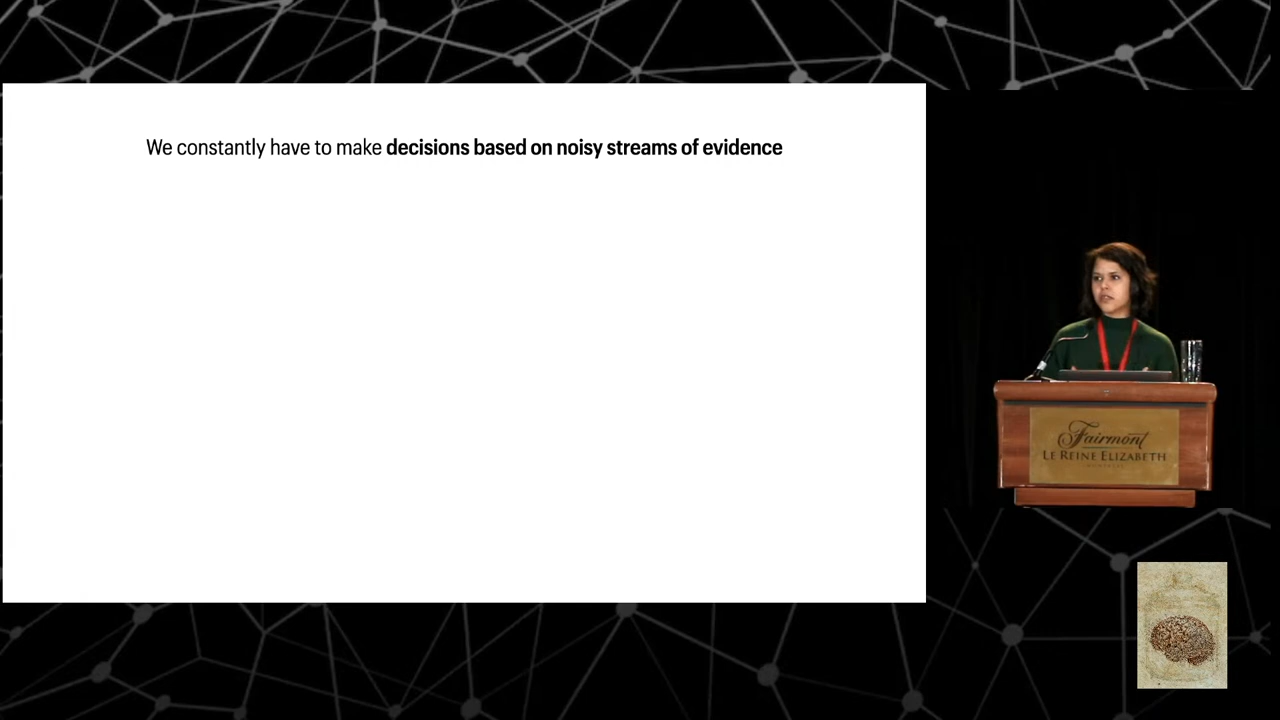 We constantly have to make decisions based on noisy streams of evidence
Fairmont
LE REINE ELIZABETH